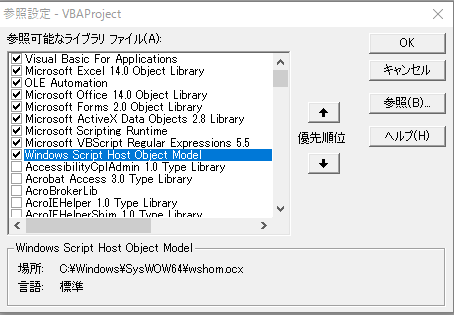 参照設定 - VBAProject
参照可能なライブラリ ファイル(A):
Visual Basic For Applications
Microsoft Excel 14.0 Object Library
OLE Automation
Microsoft Office 14.0 Object Library
Microsoft Forms 2.0 Object Library
Microsoft ActiveX Data Objects 2.8 Library
Microsoft Scripting Runtime
Microsoft VBScript Regular Expressions 5.5
Windows Script Host Object Model
AccessibilityCplAdmin 1.0 Type Library
Acrobat Access 3.0 Type Library
AcroBrokerLib
AcroIEHelper 1.0 Type Library
AcroIEHelperShim 1.0 Type Library
OK
キャンセル
参照(B)...
優先順位
ヘルプ(H)
Windows Script Host Object Model
場所: C:¥Windows¥SysWOW64¥wshom.ocx
言語: 標準